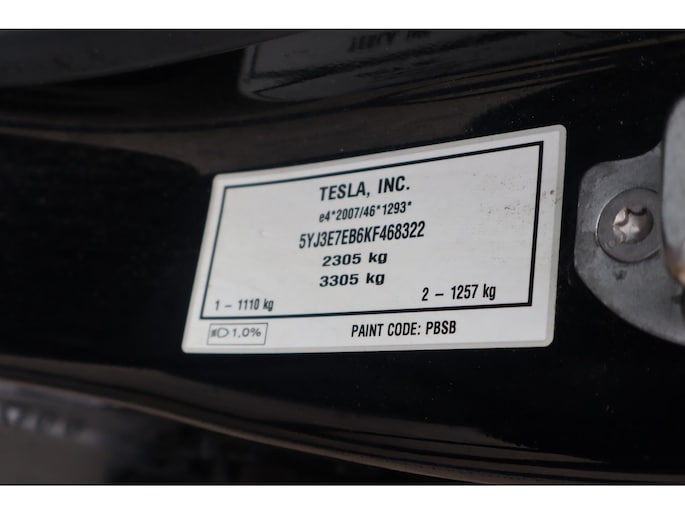 TESLA, INC.
e4*2007/46*1293*
5YJ3E7EB6KF468322
2305 kg
3305 kg
1 – 1110 kg
2 – 1257 kg
1,0%
PAINT CODE: PBSB